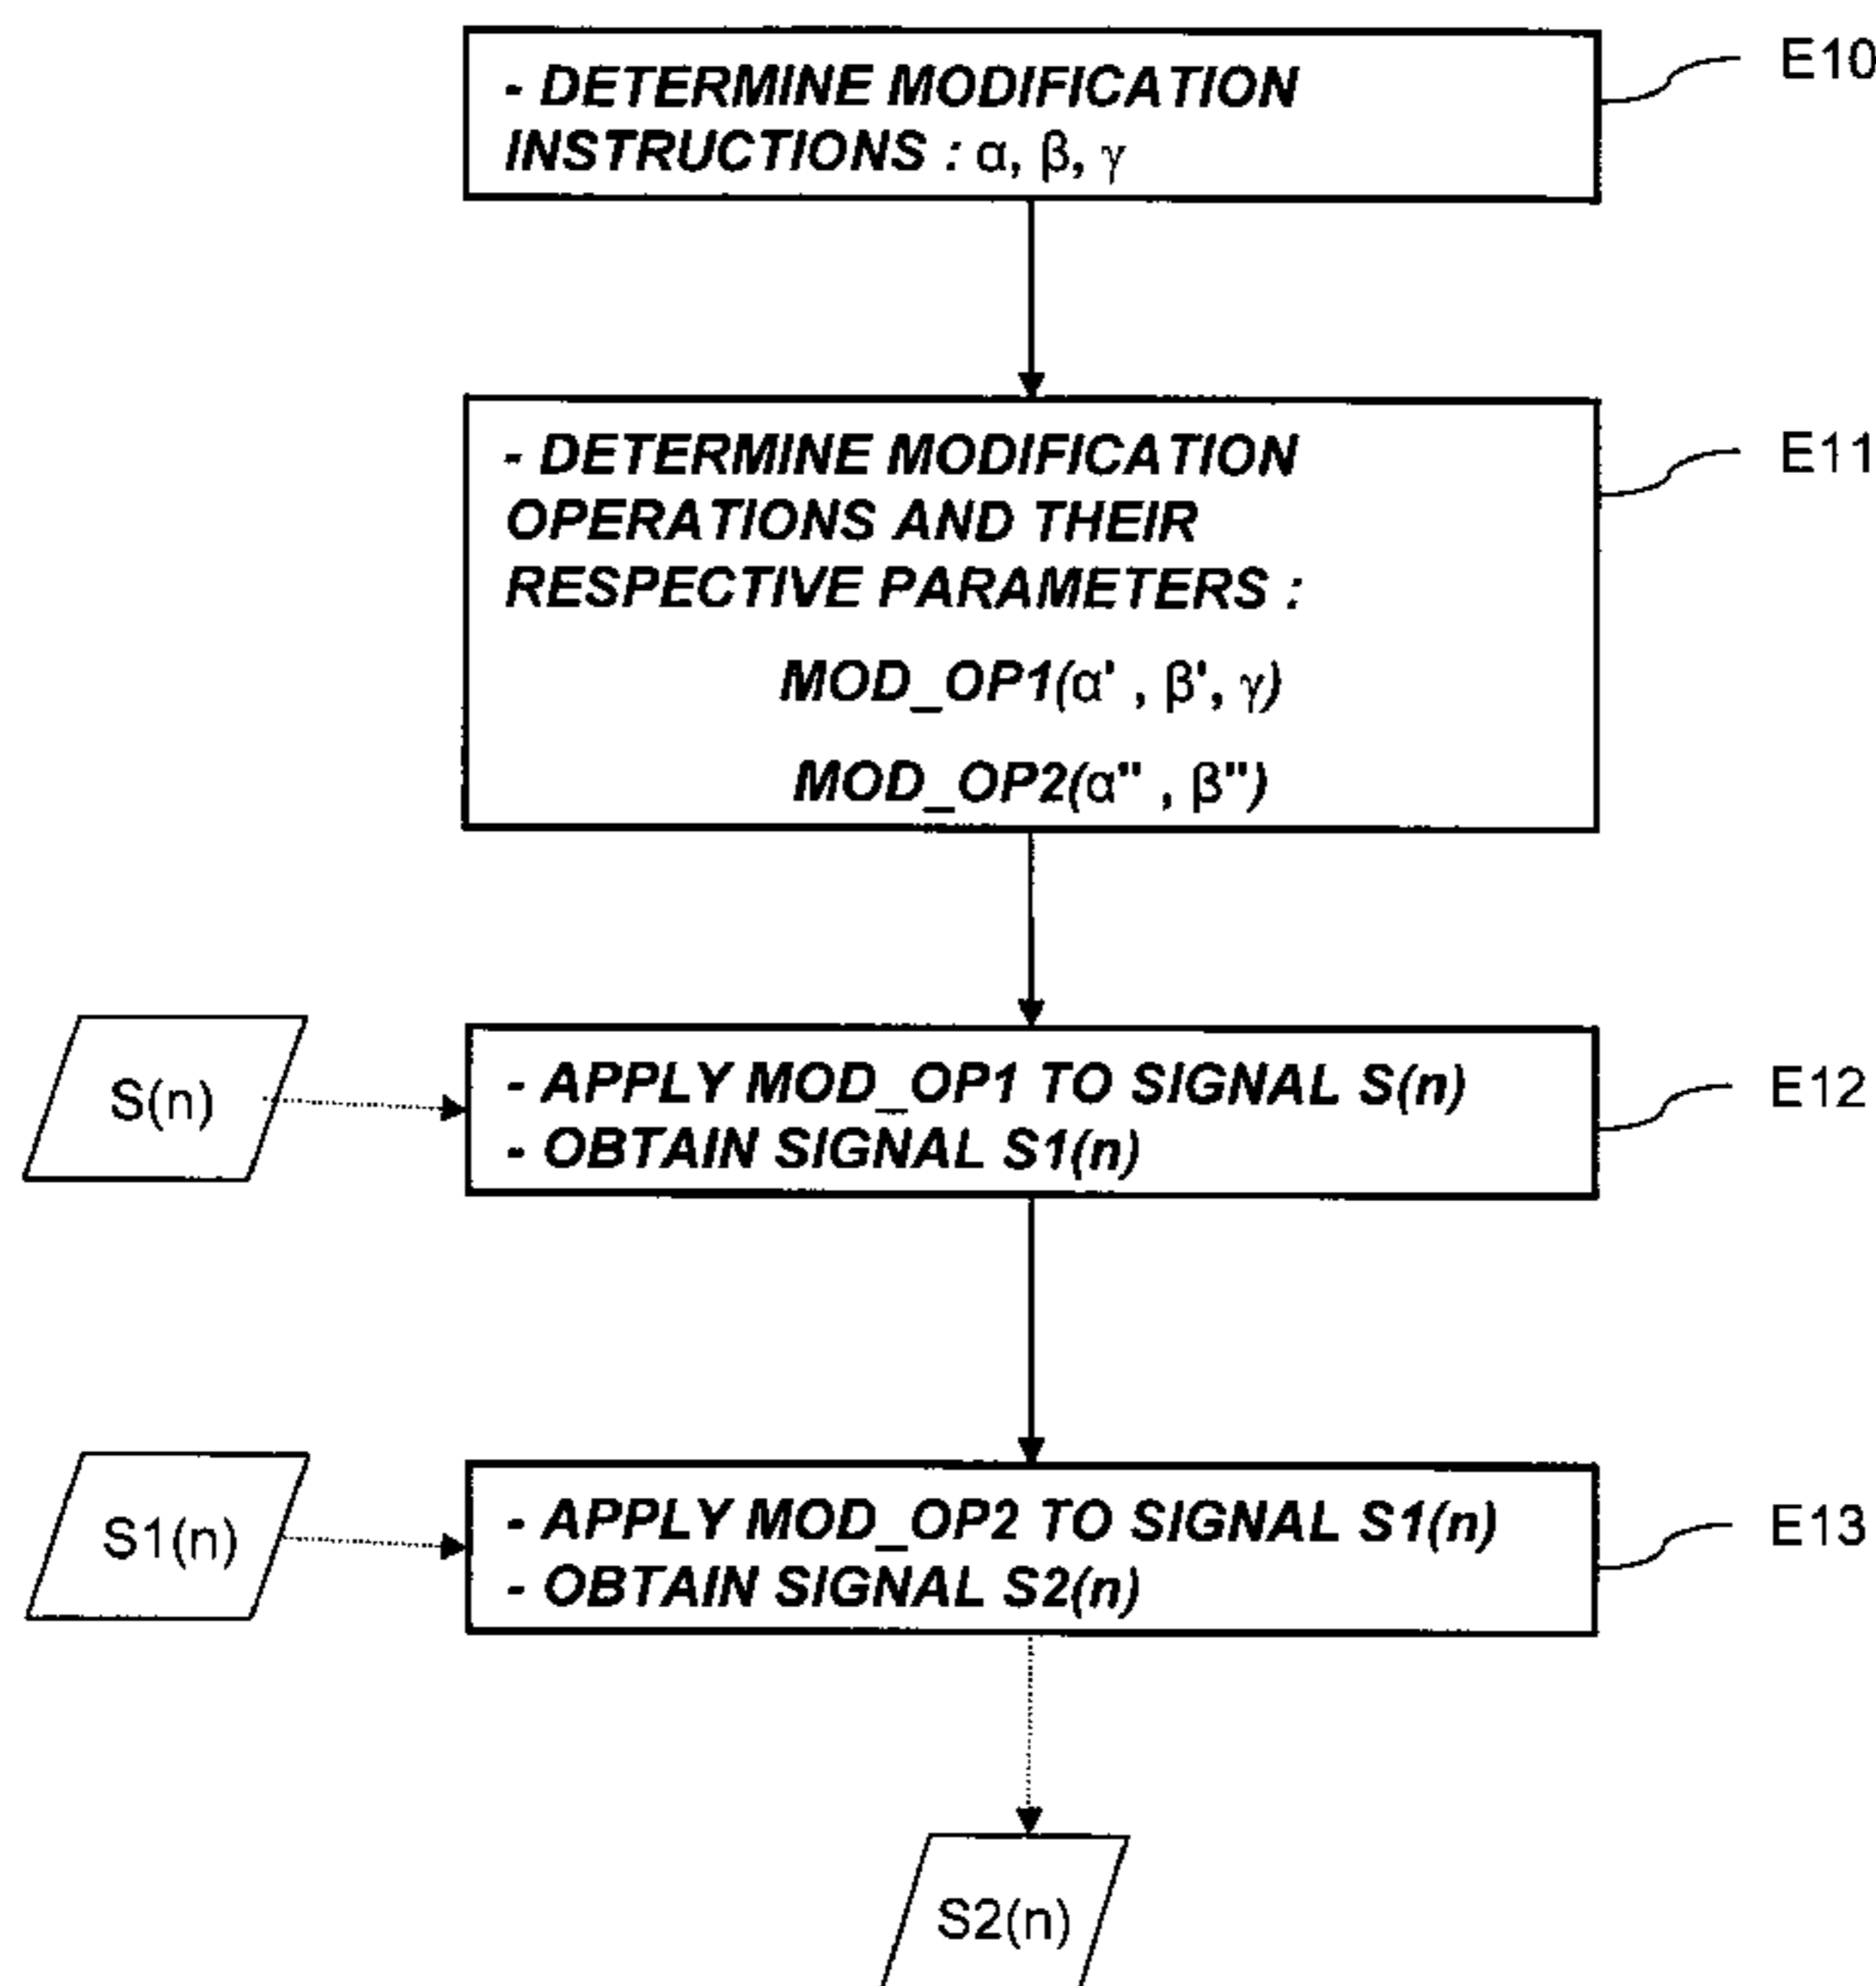 - DETERMINE MODIFICATION
INSTRUCTIONS : α, β, γ
E10
- DETERMINE MODIFICATION
OPERATIONS AND THEIR
RESPECTIVE PARAMETERS :
MOD_OP1(α' , β', γ)
MOD_OP2(α" , β")
E11
S(n)
- APPLY MOD_OP1 TO SIGNAL S(n)
- OBTAIN SIGNAL S1(n)
E12
S1(n)
- APPLY MOD_OP2 TO SIGNAL S1(n)
- OBTAIN SIGNAL S2(n)
E13
S2(n)